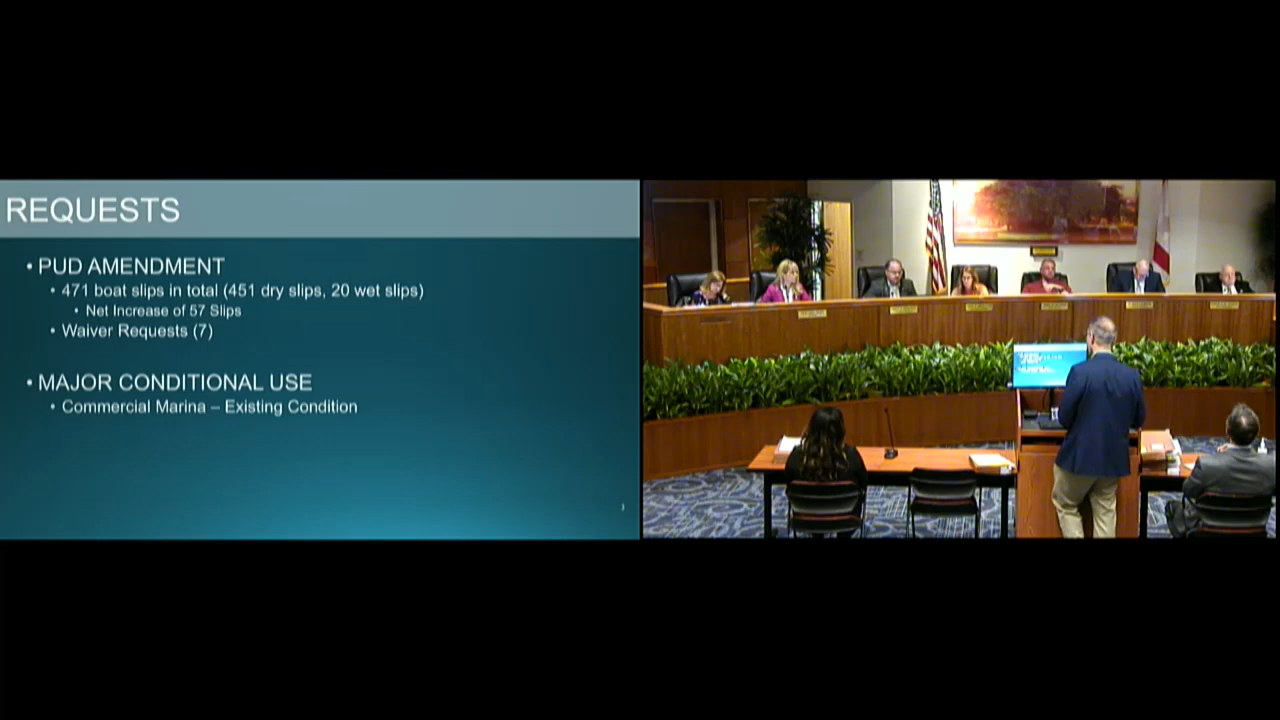 REQUESTS
• PUD AMENDMENT
• 471 boat slips in total (451 dry slips, 20 wet slips)
• Net Increase of 57 Slips
• Waiver Requests (7)
• MAJOR CONDITIONAL USE
• Commercial Marina – Existing Condition